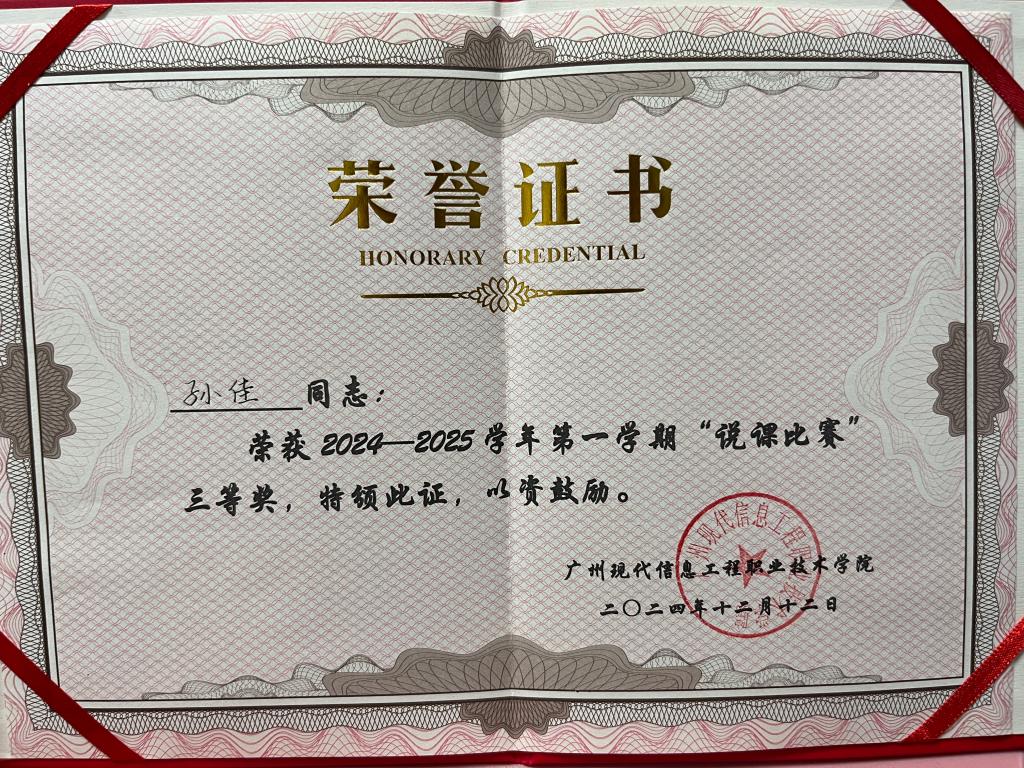 荣誉证书
HONORARY CREDENTIAL
孙佳 同志：
荣获 2024—2025 学年第一学期“说课比赛”
三等奖，特颁此证，以资鼓励。
广州现代信息工程职业技术学院
二〇二四年十二月十二日